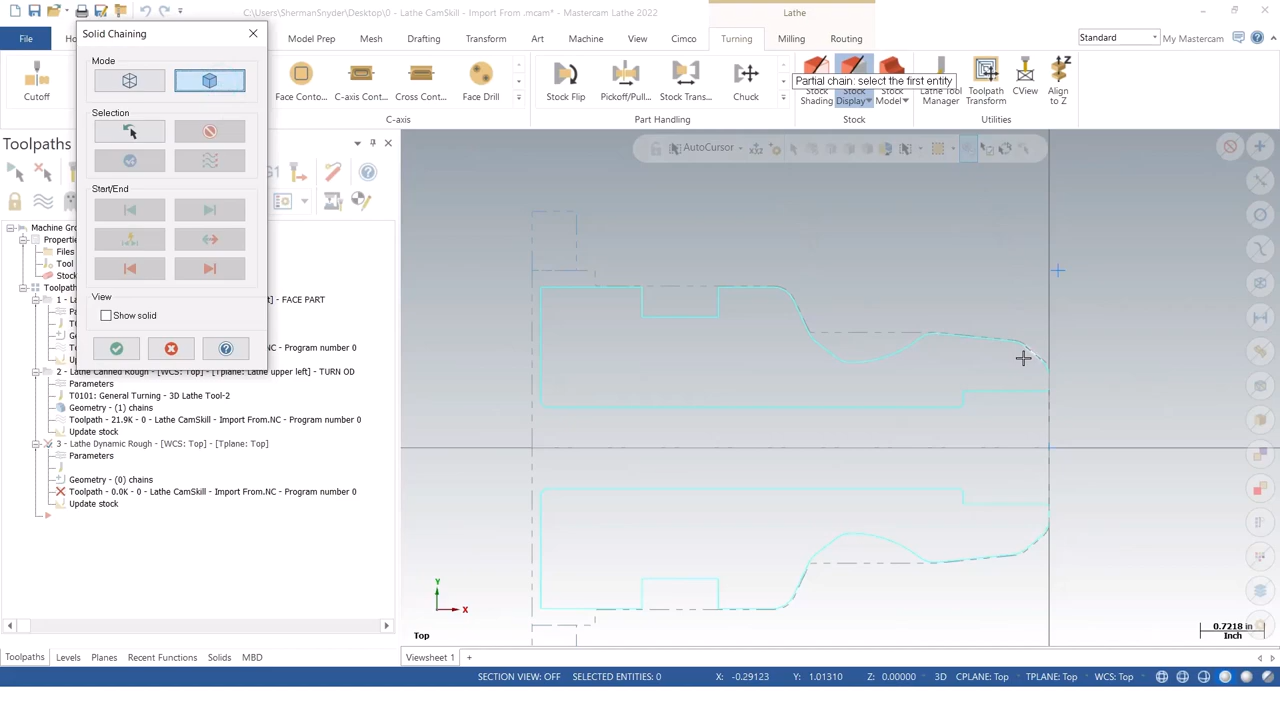 C:\Users\ShermanSnyder\Desktop\0 - Lathe CamSkill - Import From .mcam* - Mastercam Lathe 2022
Lathe
File
Model Prep
Mesh
Drafting
Transform
Art
Machine
View
Cimco
Turning
Milling
Routing
Standard
My Mastercam
Solid Chaining
Mode
Selection
Start/End
View
Show solid
Cutoff
Face Conto...
C-axis Cont...
Cross Cont...
Face Drill
C-axis
Stock Flip
Pickoff/Pull...
Stock Trans...
Chuck
Part Handling
Partial chain: select the first entity
Stock Shading
Stock Display
Stock Model
Stock
Lathe Tool Manager
Toolpath Transform
CView
Align to Z
Utilities
Toolpaths
G1
AutoCursor
XYZ
Machine Gro
Propertie
Files
Tool
Stock
Toolpath
1 - L
t] - FACE PART
Pa
T0
Ge
To
NC - Program number 0
Up
2 - Lathe Canned Rough - [WCS: Top] - [Tplane: Lathe upper left] - TURN OD
Parameters
T0101: General Turning - 3D Lathe Tool-2
Geometry - (1) chains
Toolpath - 21.9K - 0 - Lathe CamSkill - Import From.NC - Program number 0
Update stock
3 - Lathe Dynamic Rough - [WCS: Top] - [Tplane: Top]
Parameters
Geometry - (0) chains
Toolpath - 0.0K - 0 - Lathe CamSkill - Import From.NC - Program number 0
Update stock
Y
X
Top
0.7218 in
Inch
Toolpaths
Levels
Planes
Recent Functions
Solids
MBD
Viewsheet 1
+
SECTION VIEW: OFF
SELECTED ENTITIES: 0
X: -0.29123
Y: 1.01310
Z: 0.00000
3D
CPLANE: Top
TPLANE: Top
WCS: Top